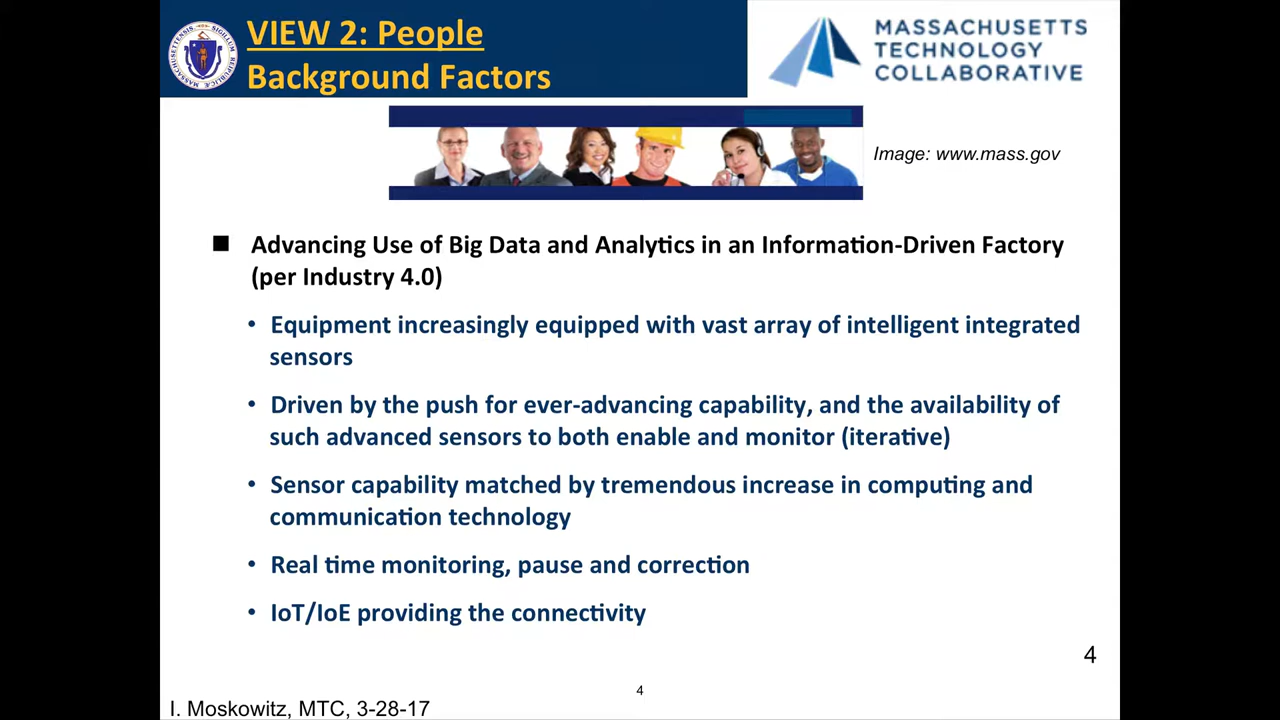 VIEW 2: People
Background Factors
MASSACHUSETTS
TECHNOLOGY
COLLABORATIVE
Image: www.mass.gov
Advancing Use of Big Data and Analytics in an Information-Driven Factory
(per Industry 4.0)
• Equipment increasingly equipped with vast array of intelligent integrated
sensors
• Driven by the push for ever-advancing capability, and the availability of
such advanced sensors to both enable and monitor (iterative)
• Sensor capability matched by tremendous increase in computing and
communication technology
• Real time monitoring, pause and correction
• IoT/IoE providing the connectivity
4
4
I. Moskowitz, MTC, 3-28-17